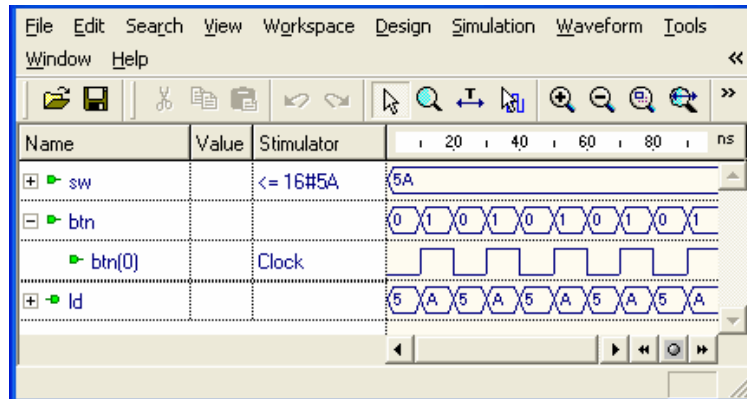 File Edit Search View Workspace Design Simulation Waveform Tools
Window Help «
»
Name Value Stimulator 20 40 60 80 ns
sw <= 16#5A 5A
btn 0 1 0 1 0 1 0 1 0 1
btn(0) Clock
ld 5 A 5 A 5 A 5 A 5 A